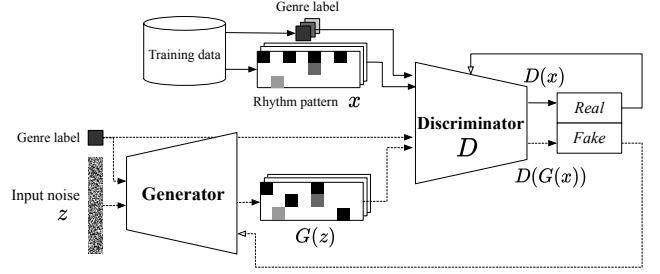 Genre label
Training data
Rhythm pattern x
D(x)
Real
Fake
Discriminator
D
D(G(x))
Genre label
Input noise
z
Generator
G(z)